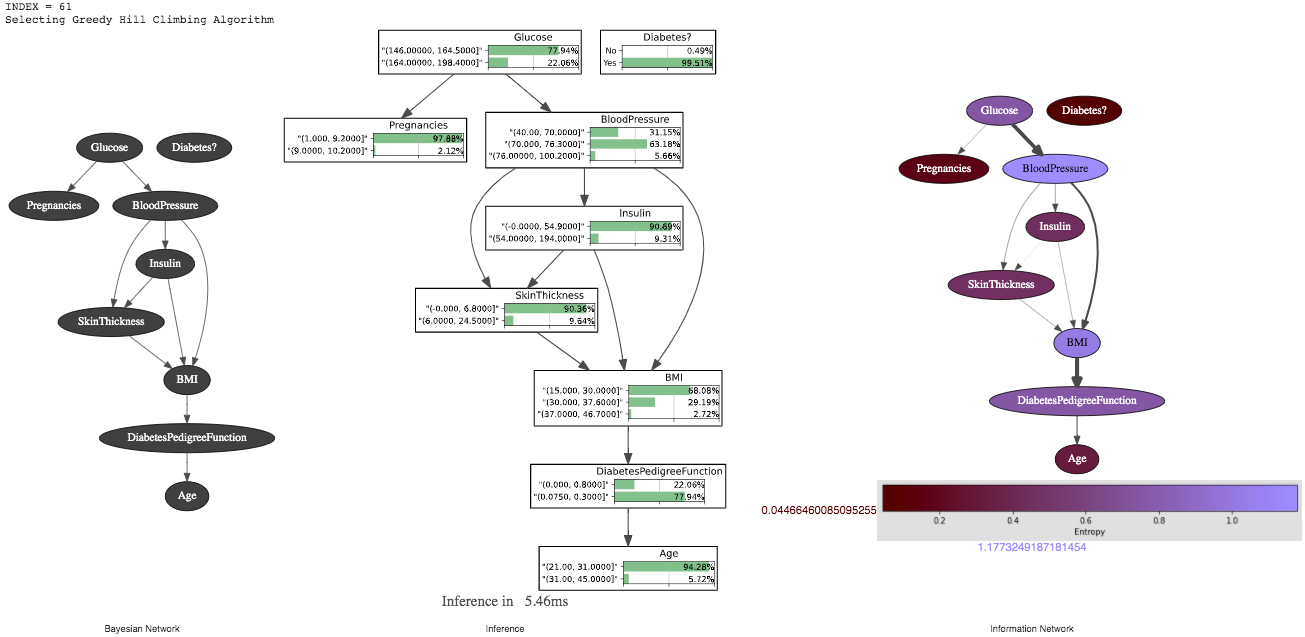 INDEX = 61
Selecting Greedy Hill Climbing Algorithm
Glucose
Diabetes?
Pregnancies
BloodPressure
Insulin
SkinThickness
BMI
DiabetesPedigreeFunction
Age
Bayesian Network
Glucose
"(146.00000, 164.5000]" 77.94%
"(164.00000, 198.4000]" 22.06%
Diabetes?
No 0.49%
Yes 99.51%
Pregnancies
"(1.000, 9.2000]" 97.88%
"(9.0000, 10.2000]" 2.12%
BloodPressure
"(40.00, 70.0000]" 31.15%
"(70.000, 76.3000]" 63.18%
"(76.00000, 100.2000]" 5.66%
Insulin
"(-0.0000, 54.9000]" 90.69%
"(54.00000, 194.0000]" 9.31%
SkinThickness
"(-0.000, 6.8000]" 90.36%
"(6.0000, 24.5000]" 9.64%
BMI
"(15.000, 30.0000]" 68.08%
"(30.000, 37.6000]" 29.19%
"(37.0000, 46.7000]" 2.72%
DiabetesPedigreeFunction
"(0.000, 0.8000]" 22.06%
"(0.0750, 0.3000]" 77.94%
Age
"(21.00, 31.0000]" 94.28%
"(31.00, 45.0000]" 5.72%
Inference in 5.46ms
Inference
Glucose
Diabetes?
Pregnancies
BloodPressure
Insulin
SkinThickness
BMI
DiabetesPedigreeFunction
Age
0.04466460085095255
0.2 0.4 0.6 0.8 1.0
Entropy
1.1773249187181454
Information Network